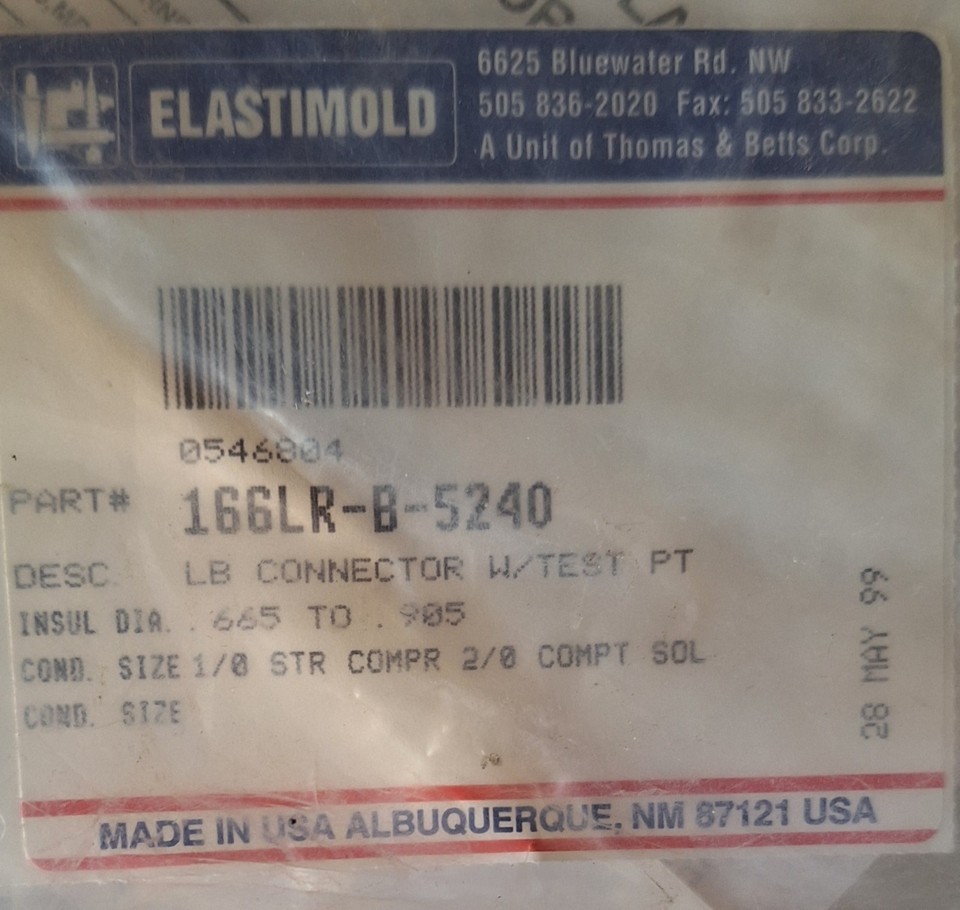 ELASTIMOLD
6625 Bluewater Rd. NW
505 836-2020 Fax: 505 833-2622
A Unit of Thomas & Betts Corp.
0546804
PART# 166LR-B-5240
DESC. LB CONNECTOR W/TEST PT
INSUL DIA. .665 TO .905
COND. SIZE 1/0 STR COMPR 2/0 COMPT SOL
COND. SIZE
28 MAY 99
MADE IN USA ALBUQUERQUE, NM 87121 USA